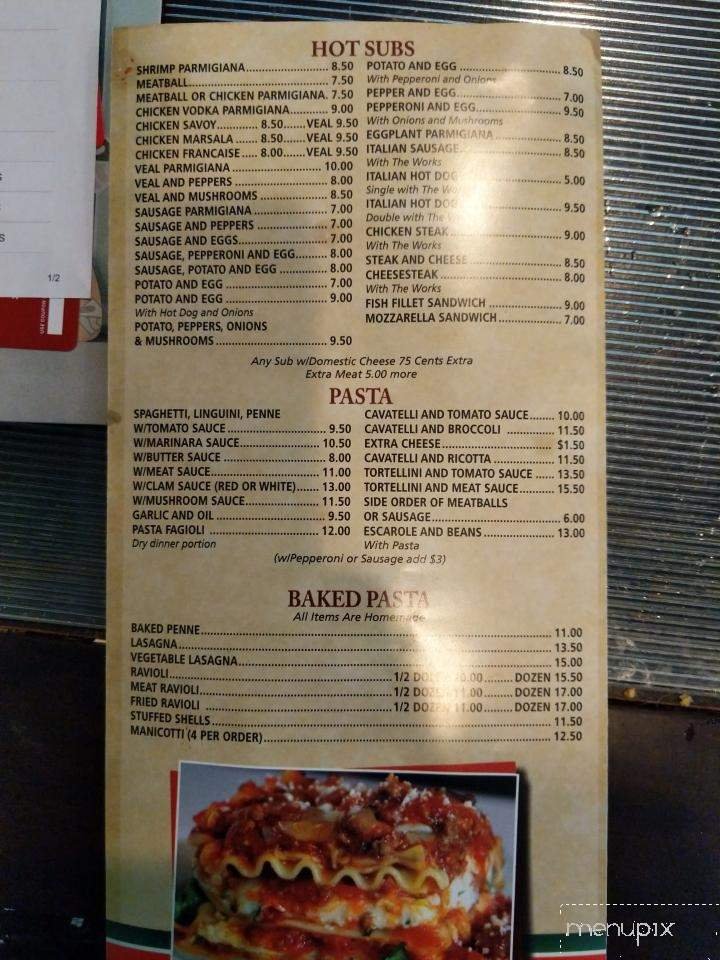 HOT SUBS
SHRIMP PARMIGIANA 8.50
MEATBALL 7.50
MEATBALL OR CHICKEN PARMIGIANA. 7.50
CHICKEN VODKA PARMIGIANA 9.00
CHICKEN SAVOY 8.50 VEAL 9.50
CHICKEN MARSALA 8.50 VEAL 9.50
CHICKEN FRANCAISE 8.00 VEAL 9.50
VEAL PARMIGIANA 10.00
VEAL AND PEPPERS 8.00
VEAL AND MUSHROOMS 8.50
SAUSAGE PARMIGIANA 7.00
SAUSAGE AND PEPPERS 7.00
SAUSAGE AND EGGS 7.00
SAUSAGE, PEPPERONI AND EGG 8.00
SAUSAGE, POTATO AND EGG 8.00
POTATO AND EGG 7.00
POTATO AND EGG 9.00
With Hot Dog and Onions
POTATO, PEPPERS, ONIONS
& MUSHROOMS 9.50
POTATO AND EGG 8.50
With Pepperoni and Onions
PEPPER AND EGG 7.00
PEPPERONI AND EGG 9.50
With Onions and Mushrooms
EGGPLANT PARMIGIANA 8.50
ITALIAN SAUSAGE 8.50
With The Works
ITALIAN HOT DOG 5.00
Single with The
ITALIAN HOT DOG 9.50
Double with The
CHICKEN STEAK 9.00
With The Works
STEAK AND CHEESE 8.50
CHEESESTEAK 8.00
With The Works
FISH FILLET SANDWICH 9.00
MOZZARELLA SANDWICH 7.00
Any Sub w/Domestic Cheese 75 Cents Extra
Extra Meat 5.00 more
PASTA
SPAGHETTI, LINGUINI, PENNE
W/TOMATO SAUCE 9.50
W/MARINARA SAUCE 10.50
W/BUTTER SAUCE 8.00
W/MEAT SAUCE 11.00
W/CLAM SAUCE (RED OR WHITE) 13.00
W/MUSHROOM SAUCE 11.50
GARLIC AND OIL 9.50
PASTA FAGIOLI 12.00
Dry dinner portion
CAVATELLI AND TOMATO SAUCE 10.00
CAVATELLI AND BROCCOLI 11.50
EXTRA CHEESE $1.50
CAVATELLI AND RICOTTA 11.50
TORTELLINI AND TOMATO SAUCE 13.50
TORTELLINI AND MEAT SAUCE 15.50
SIDE ORDER OF MEATBALLS
OR SAUSAGE 6.00
ESCAROLE AND BEANS 13.00
With Pasta
(w/Pepperoni or Sausage add $3)
BAKED PASTA
All Items Are Homemade
BAKED PENNE 11.00
LASAGNA 13.50
VEGETABLE LASAGNA 15.00
RAVIOLI 1/2 DOZEN 10.00 DOZEN 15.50
MEAT RAVIOLI 1/2 DOZEN 11.00 DOZEN 17.00
FRIED RAVIOLI 1/2 DOZEN 11.00 DOZEN 17.00
STUFFED SHELLS 11.50
MANICOTTI (4 PER ORDER) 12.50
1/2
menupix